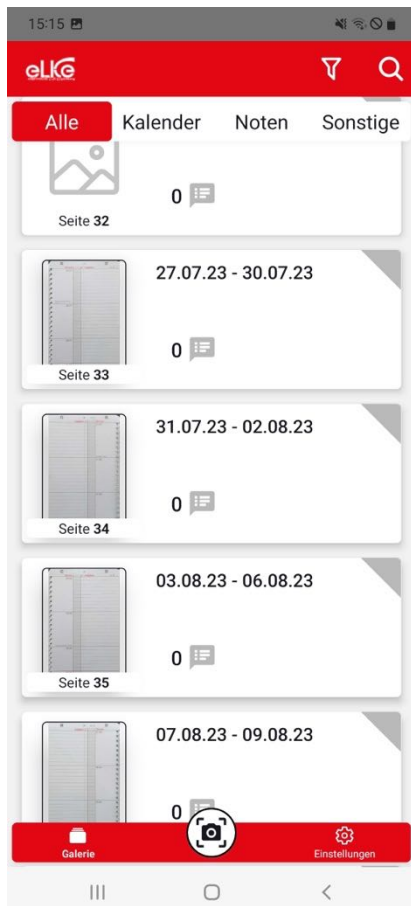 15:15
eLKe
Alle Kalender Noten Sonstige
0
Seite 32
27.07.23 - 30.07.23
0
Seite 33
31.07.23 - 02.08.23
0
Seite 34
03.08.23 - 06.08.23
0
Seite 35
07.08.23 - 09.08.23
0
Galerie Einstellungen